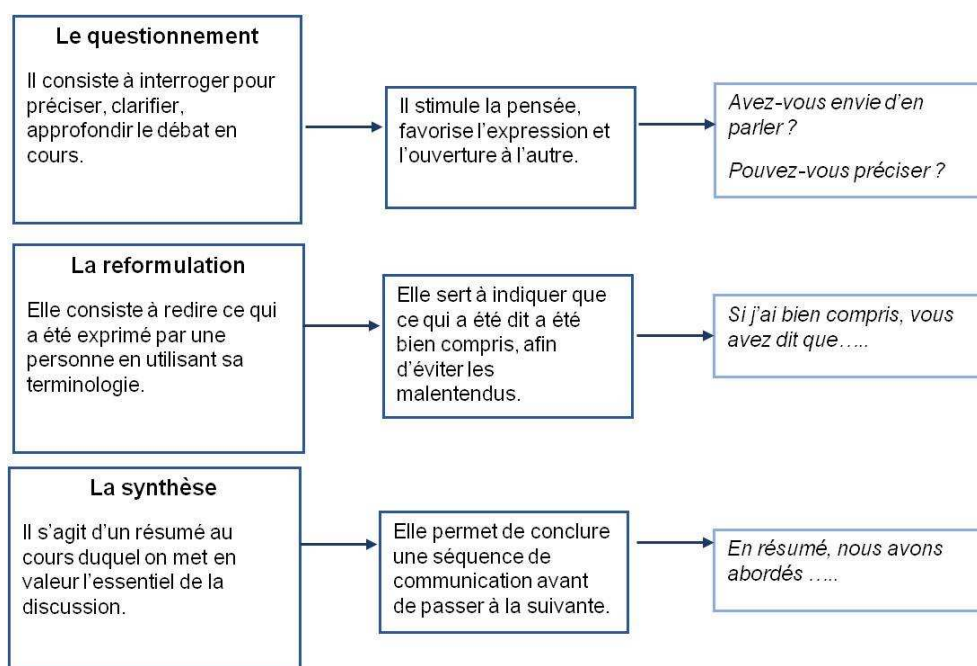 Le questionnement
Il consiste à interroger pour
préciser, clarifier,
approfondir le débat en
cours.
Il stimule la pensée,
favorise l'expression et
l'ouverture à l'autre.
Avez-vous envie d'en
parler ?
Pouvez-vous préciser ?
La reformulation
Elle consiste à redire ce qui
a été exprimé par une
personne en utilisant sa
terminologie.
Elle sert à indiquer que
ce qui a été dit a été
bien compris, afin
d'éviter les
malentendus.
Si j'ai bien compris, vous
avez dit que…..
La synthèse
Il s'agit d'un résumé au
cours duquel on met en
valeur l'essentiel de la
discussion.
Elle permet de conclure
une séquence de
communication avant
de passer à la suivante.
En résumé, nous avons
abordés …..